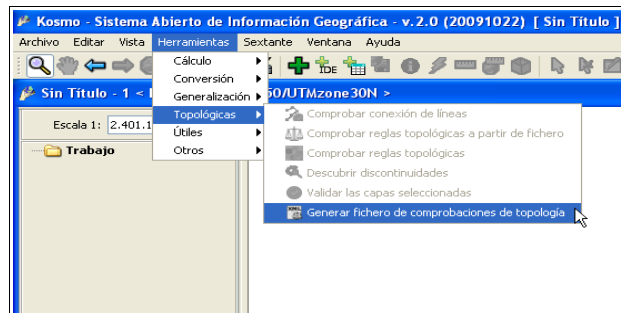 Kosmo - Sistema Abierto de Información Geográfica - v.2.0 (20091022) [ Sin Título ]
Archivo Editar Vista Herramientas Sextante Ventana Ayuda
IDE
Sin Título - 1 <
50/UTMzone30N >
Escala 1: 2.401.1
Trabajo
Cálculo
Conversión
Generalización
Topológicas
Útiles
Otros
Comprobar conexión de líneas
Comprobar reglas topológicas a partir de fichero
Comprobar reglas topológicas
Descubrir discontinuidades
Validar las capas seleccionadas
Generar fichero de comprobaciones de topología